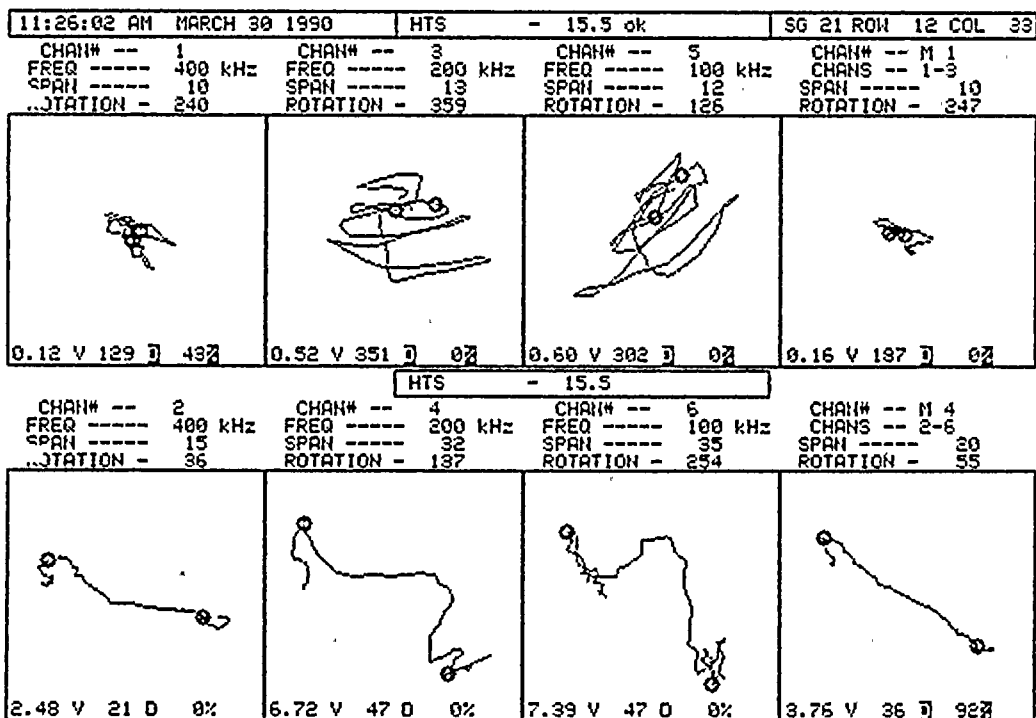 11:26:02 AM MARCH 30 1990 HTS - 15.5 ok SG 21 ROW 12 COL 33
CHAN# -- 1 CHAN# -- 3 CHAN# -- 5 CHAN# -- M 1
FREQ ----- 400 kHz FREQ ----- 200 kHz FREQ ----- 100 kHz CHANS -- 1-3
SPAN ----- 10 SPAN ----- 13 SPAN ----- 12 SPAN ----- 10
ROTATION - 240 ROTATION - 359 ROTATION - 126 ROTATION - 247
0.12 V 129 D 43% 0.52 V 351 D 0% 0.60 V 302 D 0% 0.16 V 187 D 0%
HTS - 15.5
CHAN# -- 2 CHAN# -- 4 CHAN# -- 6 CHAN# -- M 4
FREQ ----- 400 kHz FREQ ----- 200 kHz FREQ ----- 100 kHz CHANS -- 2-6
SPAN ----- 15 SPAN ----- 32 SPAN ----- 35 SPAN ----- 20
ROTATION - 36 ROTATION - 137 ROTATION - 254 ROTATION - 55
2.48 V 21 D 0% 6.72 V 47 D 0% 7.39 V 47 D 0% 3.76 V 36 D 92%